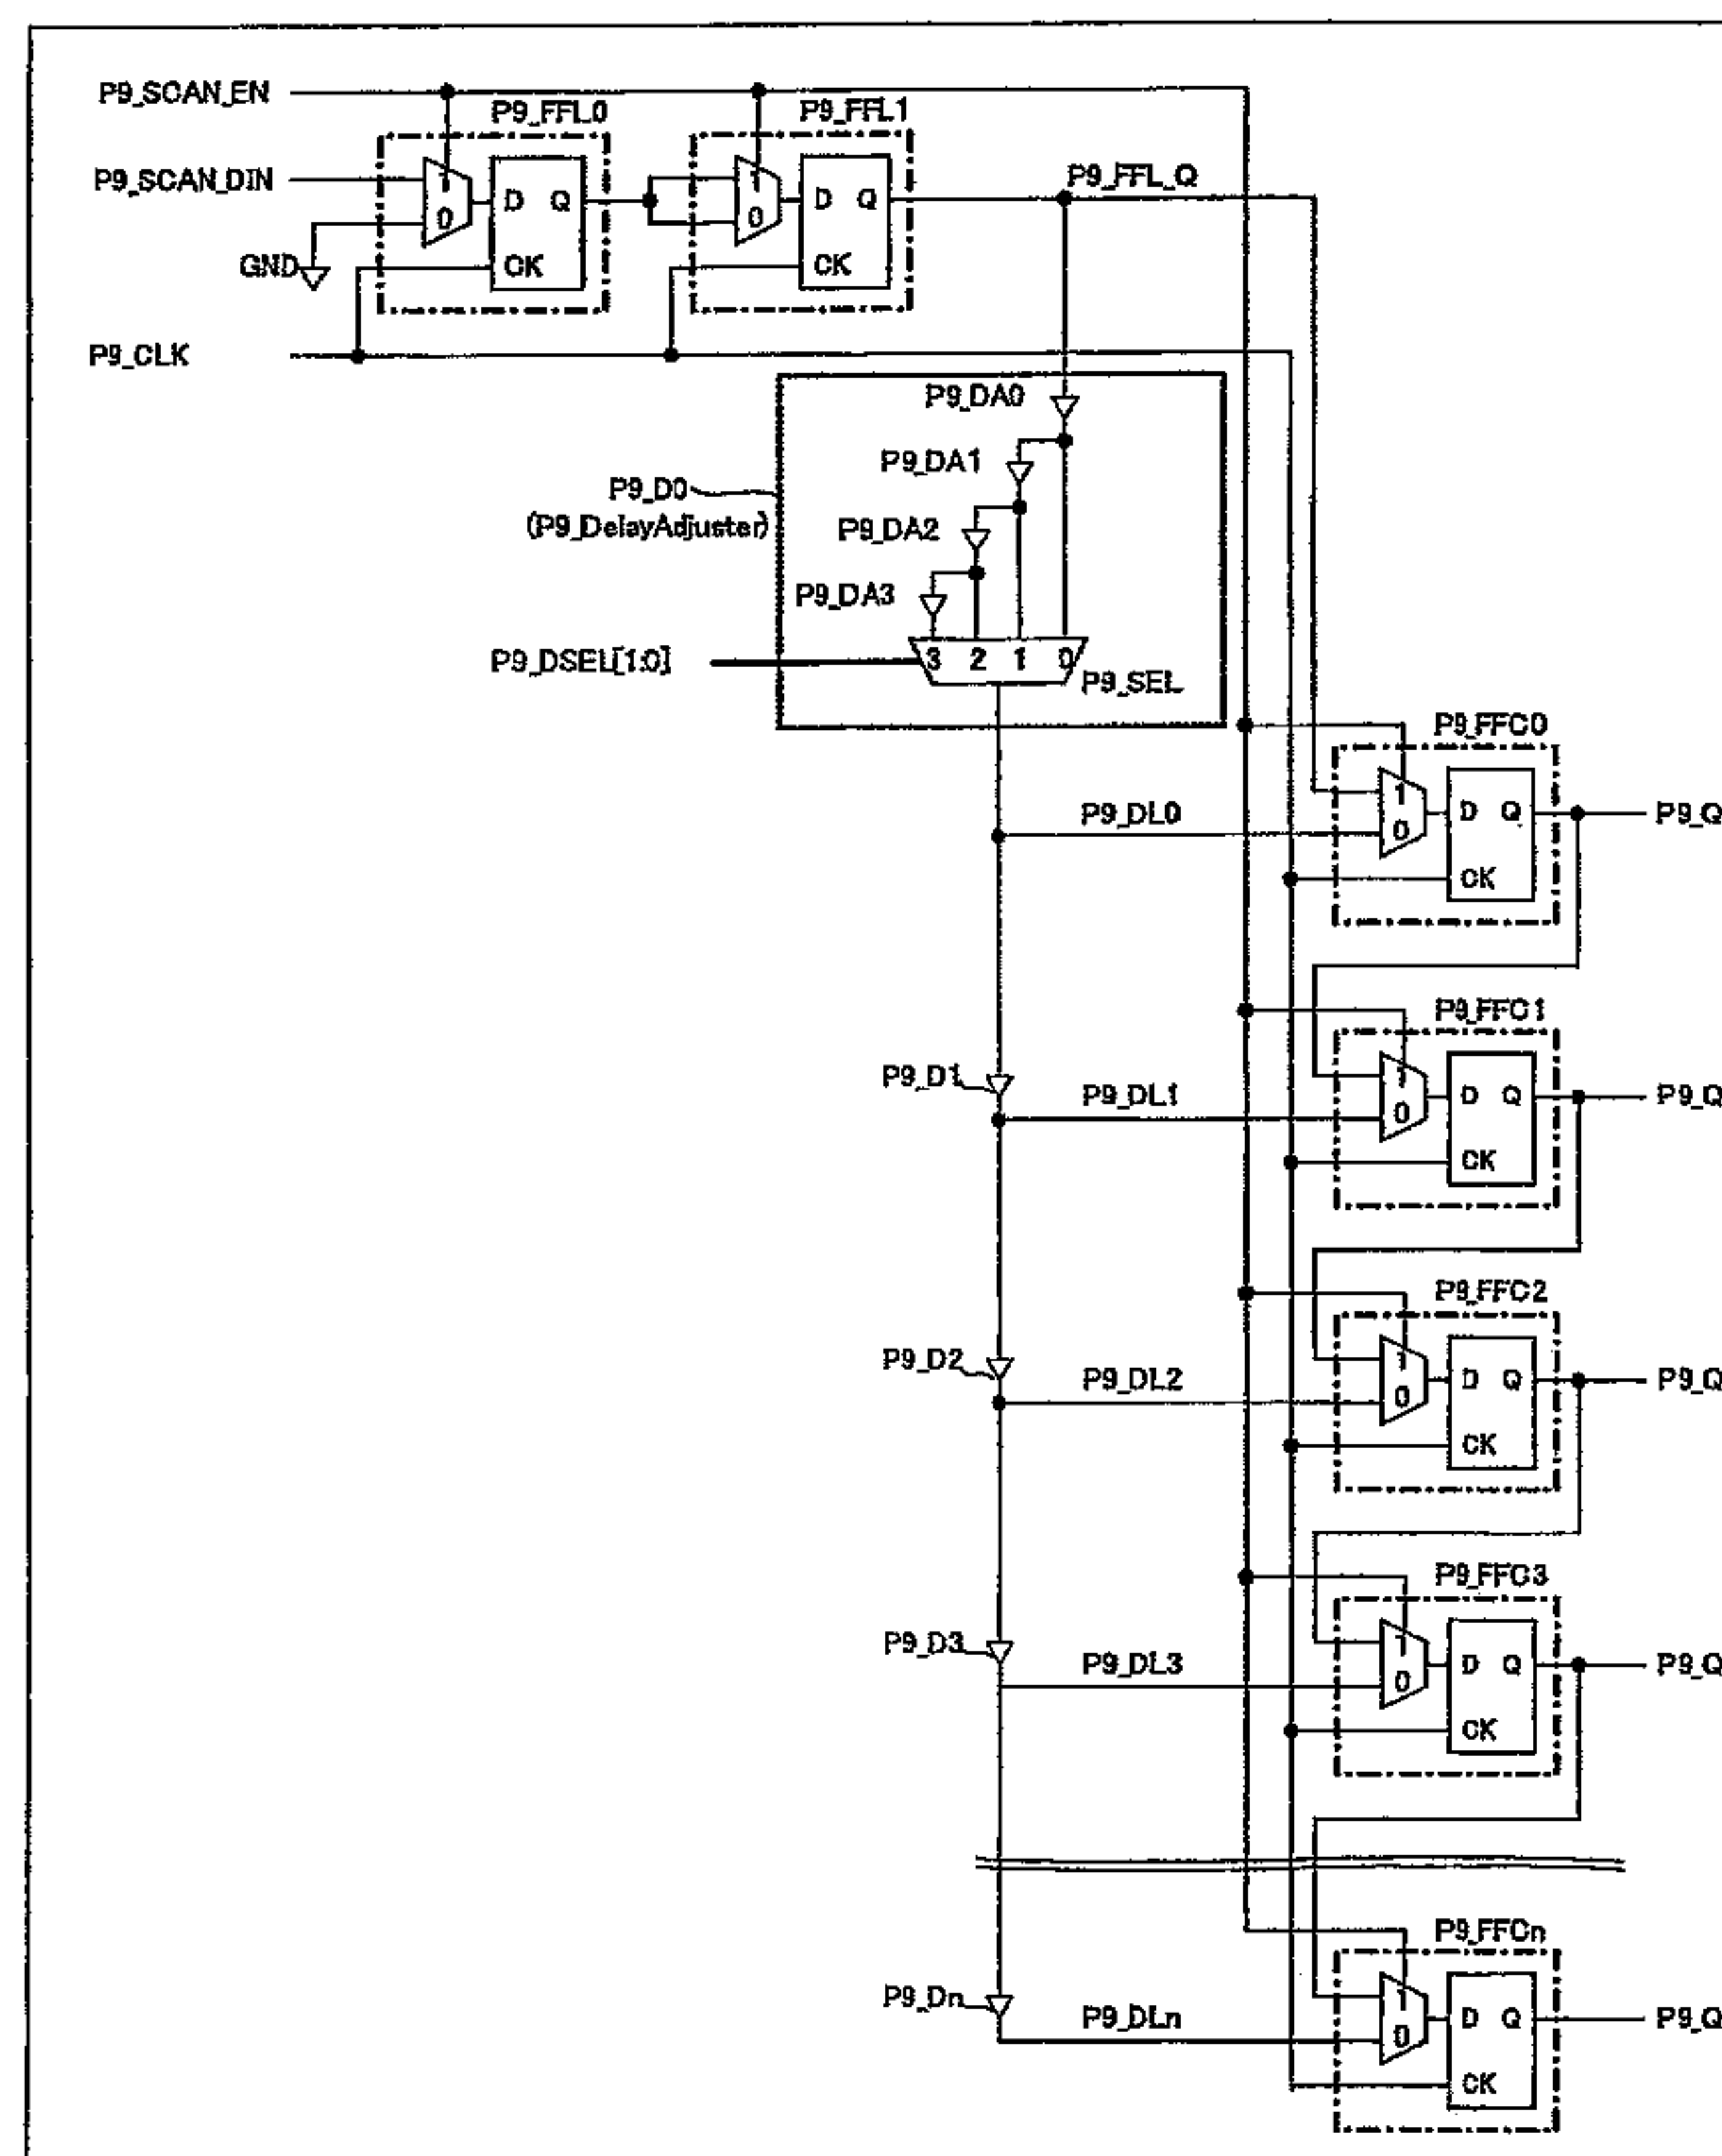 P9_SCAN_EN
P9_FFL0
P9_FFL1
P9_SCAN_DIN
1
0
D Q
CK
1
0
D Q
CK
P9_FFL_Q
GND
P9_CLK
P9_DA0
P9_DA1
P9_D0
(P9_DelayAdjuster)
P9_DA2
P9_DA3
P9_DSEL[1:0]
3 2 1 0
P9_SEL
P9_FFC0
P9_DL0
1
0
D Q
CK
P9_Q
P9_FFC1
P9_D1
P9_DL1
1
0
D Q
CK
P9_Q
P9_FFC2
P9_D2
P9_DL2
1
0
D Q
CK
P9_Q
P9_FFC3
P9_D3
P9_DL3
1
0
D Q
CK
P9_Q
P9_FFCn
P9_Dn
P9_DLn
1
0
D Q
CK
P9_Q